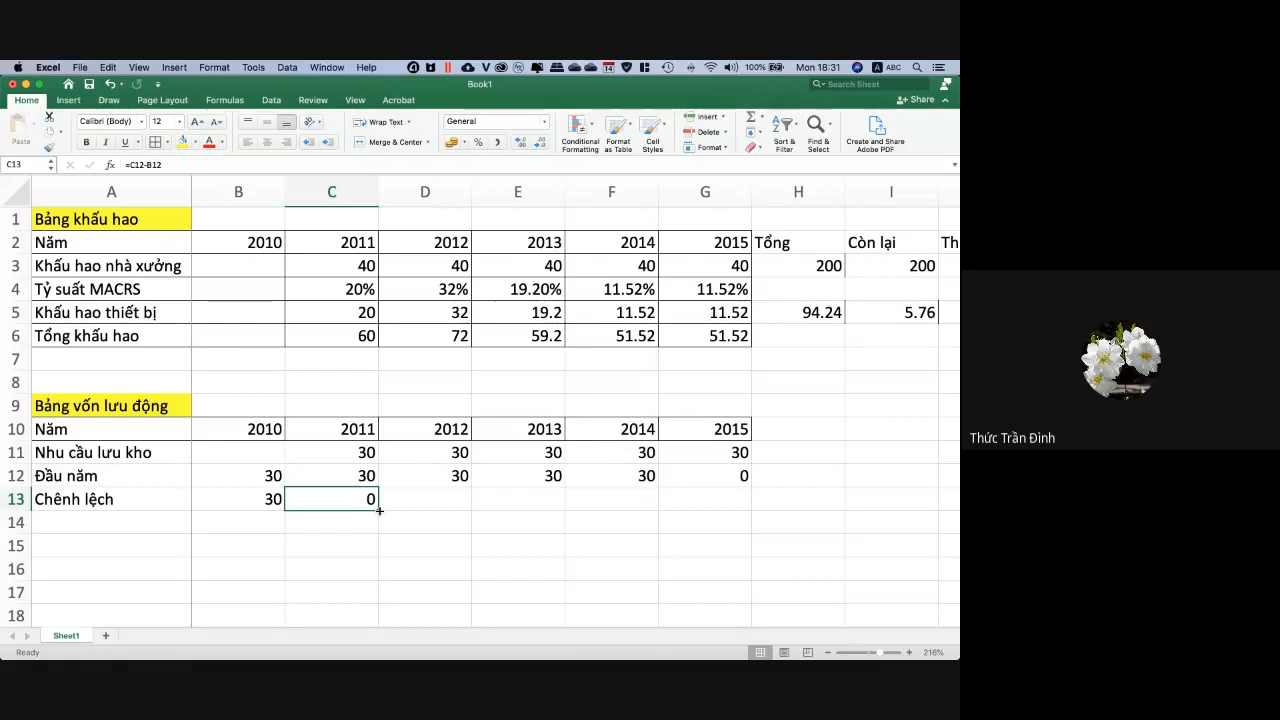 Excel File Edit View Insert Format Tools Data Window Help 14 100% Mon 18:31 A ABC
Book1 Search Sheet
Home Insert Draw Page Layout Formulas Data Review View Acrobat Share
Paste Calibri (Body) 12 Wrap Text General Conditional Formatting Format as Table Cell Styles Insert Sort & Filter Find & Select Create and Share Adobe PDF
Delete
B I U Merge & Center % Format
C13 fx =C12-B12
A B C D E F G H I
1 Bảng khấu hao
2 Năm 2010 2011 2012 2013 2014 2015 Tổng Còn lại Th
3 Khấu hao nhà xưởng 40 40 40 40 40 200 200
4 Tỷ suất MACRS 20% 32% 19.20% 11.52% 11.52%
5 Khấu hao thiết bị 20 32 19.2 11.52 11.52 94.24 5.76
6 Tổng khấu hao 60 72 59.2 51.52 51.52
7
8
9 Bảng vốn lưu động
10 Năm 2010 2011 2012 2013 2014 2015
11 Nhu cầu lưu kho 30 30 30 30 30
12 Đầu năm 30 30 30 30 30 0
13 Chênh lệch 30 0
14
15
16
17
18
Sheet1
Ready 216%
Thức Trần Đình